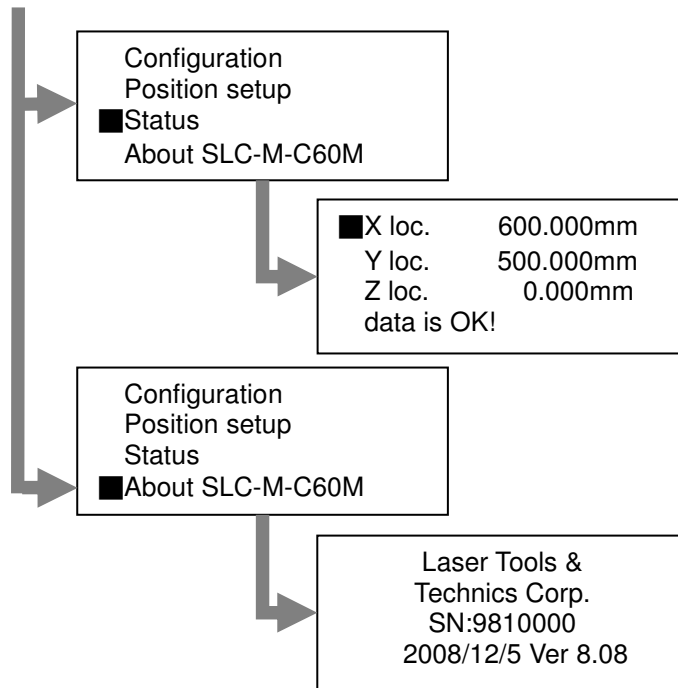 Configuration
Position setup
Status
About SLC-M-C60M
X loc. 600.000mm
Y loc. 500.000mm
Z loc. 0.000mm
data is OK!
Configuration
Position setup
Status
About SLC-M-C60M
Laser Tools &
Technics Corp.
SN:9810000
2008/12/5 Ver 8.08